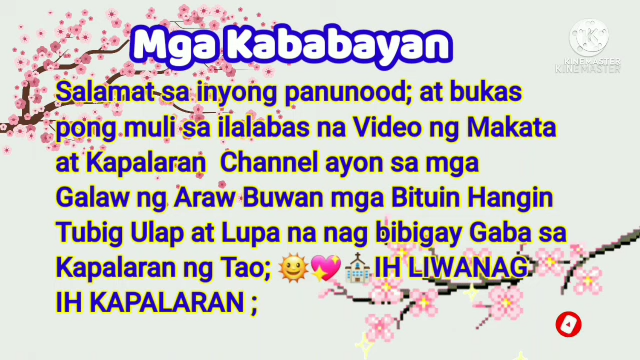 Mga Kababayan
KINEMASTER
KINEMASTER
Salamat sa inyong panunood; at bukas
pong muli sa ilalabas na Video ng Makata
at Kapalaran Channel ayon sa mga
Galaw ng Araw Buwan mga Bituin Hangin
Tubig Ulap at Lupa na nag bibigay Gaba sa
Kapalaran ng Tao; 🌞💖⛪IH LIWANAG
IH KAPALARAN ;